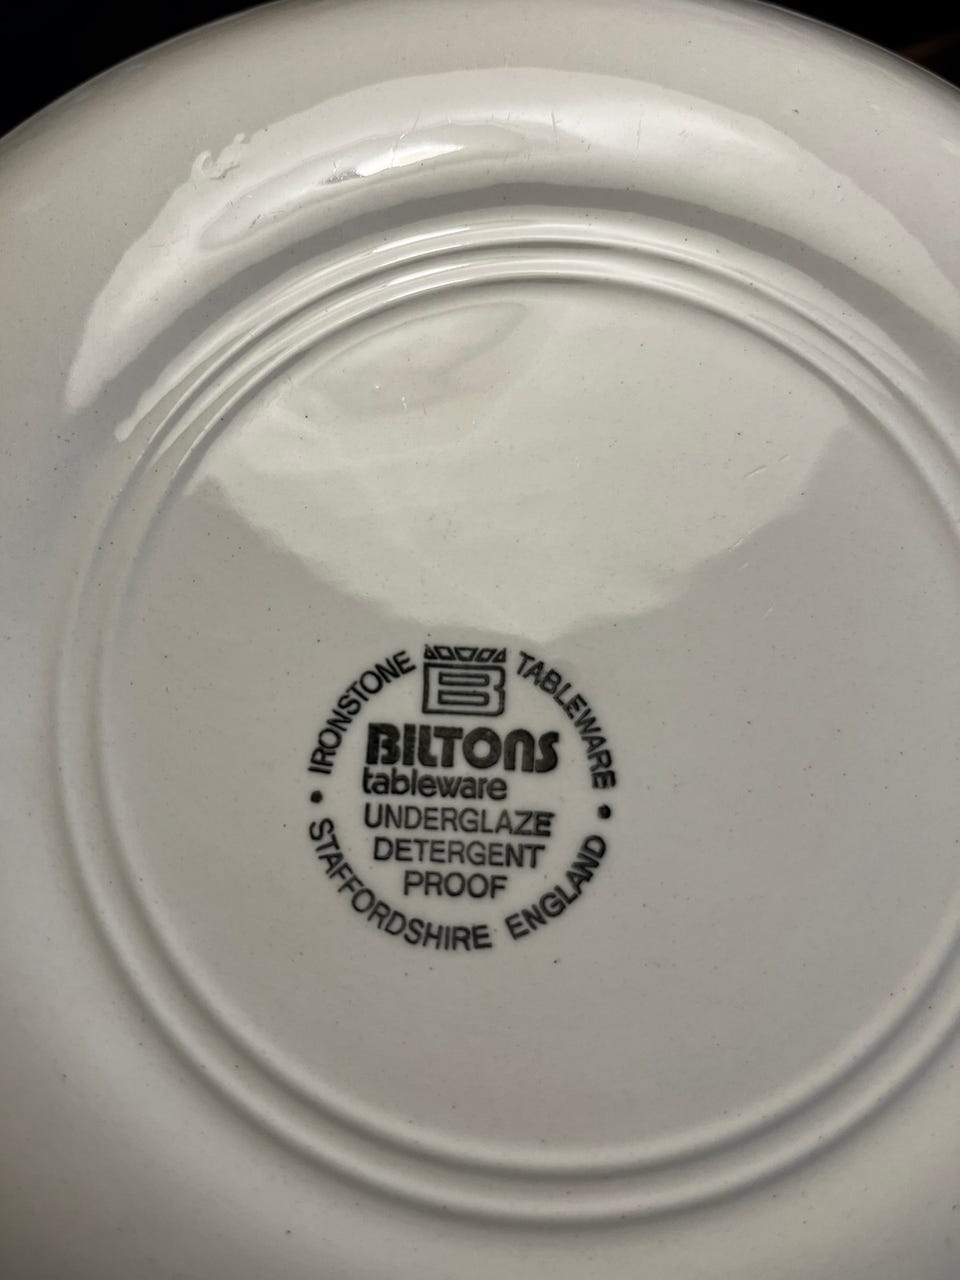 IRONSTONE TABLEWARE
B
BILTONS
tableware
UNDERGLAZE
DETERGENT
PROOF
• STAFFORDSHIRE ENGLAND •